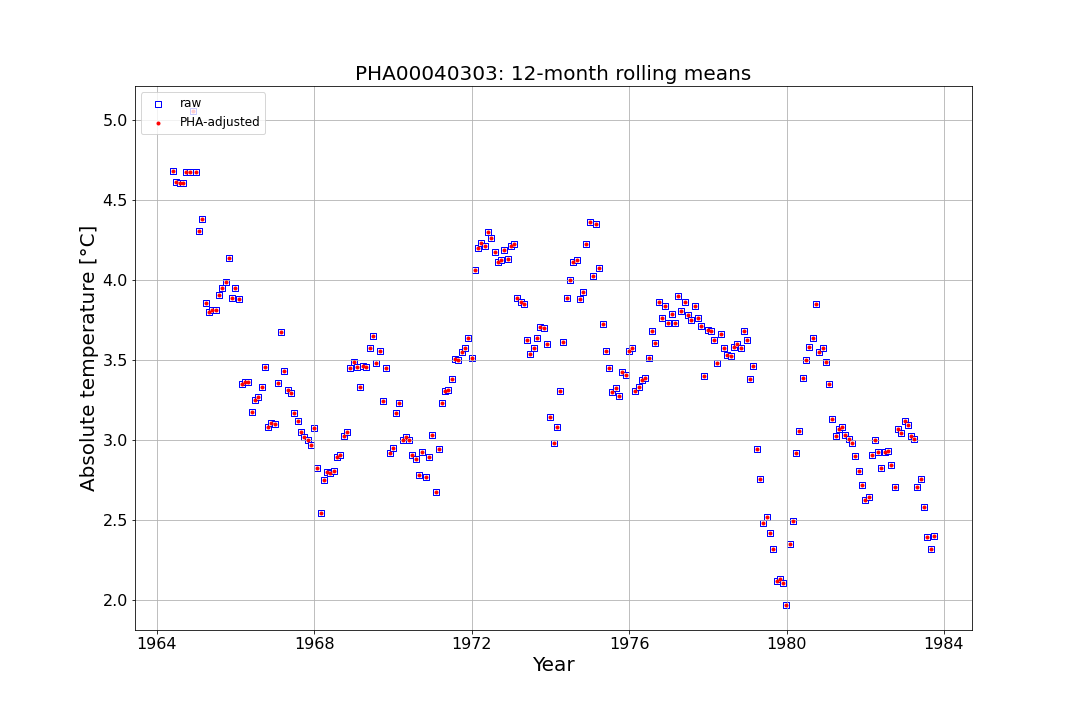 PHA00040303: 12-month rolling means
raw
PHA-adjusted
Absolute temperature [°C]
5.0
4.5
4.0
3.5
3.0
2.5
2.0
1964 1968 1972 1976 1980 1984
Year